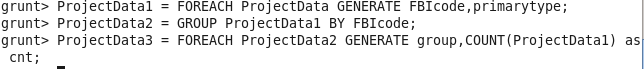 grunt> ProjectData1 = FOREACH ProjectData GENERATE FBIcode,primarytype;
grunt> ProjectData2 = GROUP ProjectData1 BY FBIcode;
grunt> ProjectData3 = FOREACH ProjectData2 GENERATE group,COUNT(ProjectData1) as
 cnt;